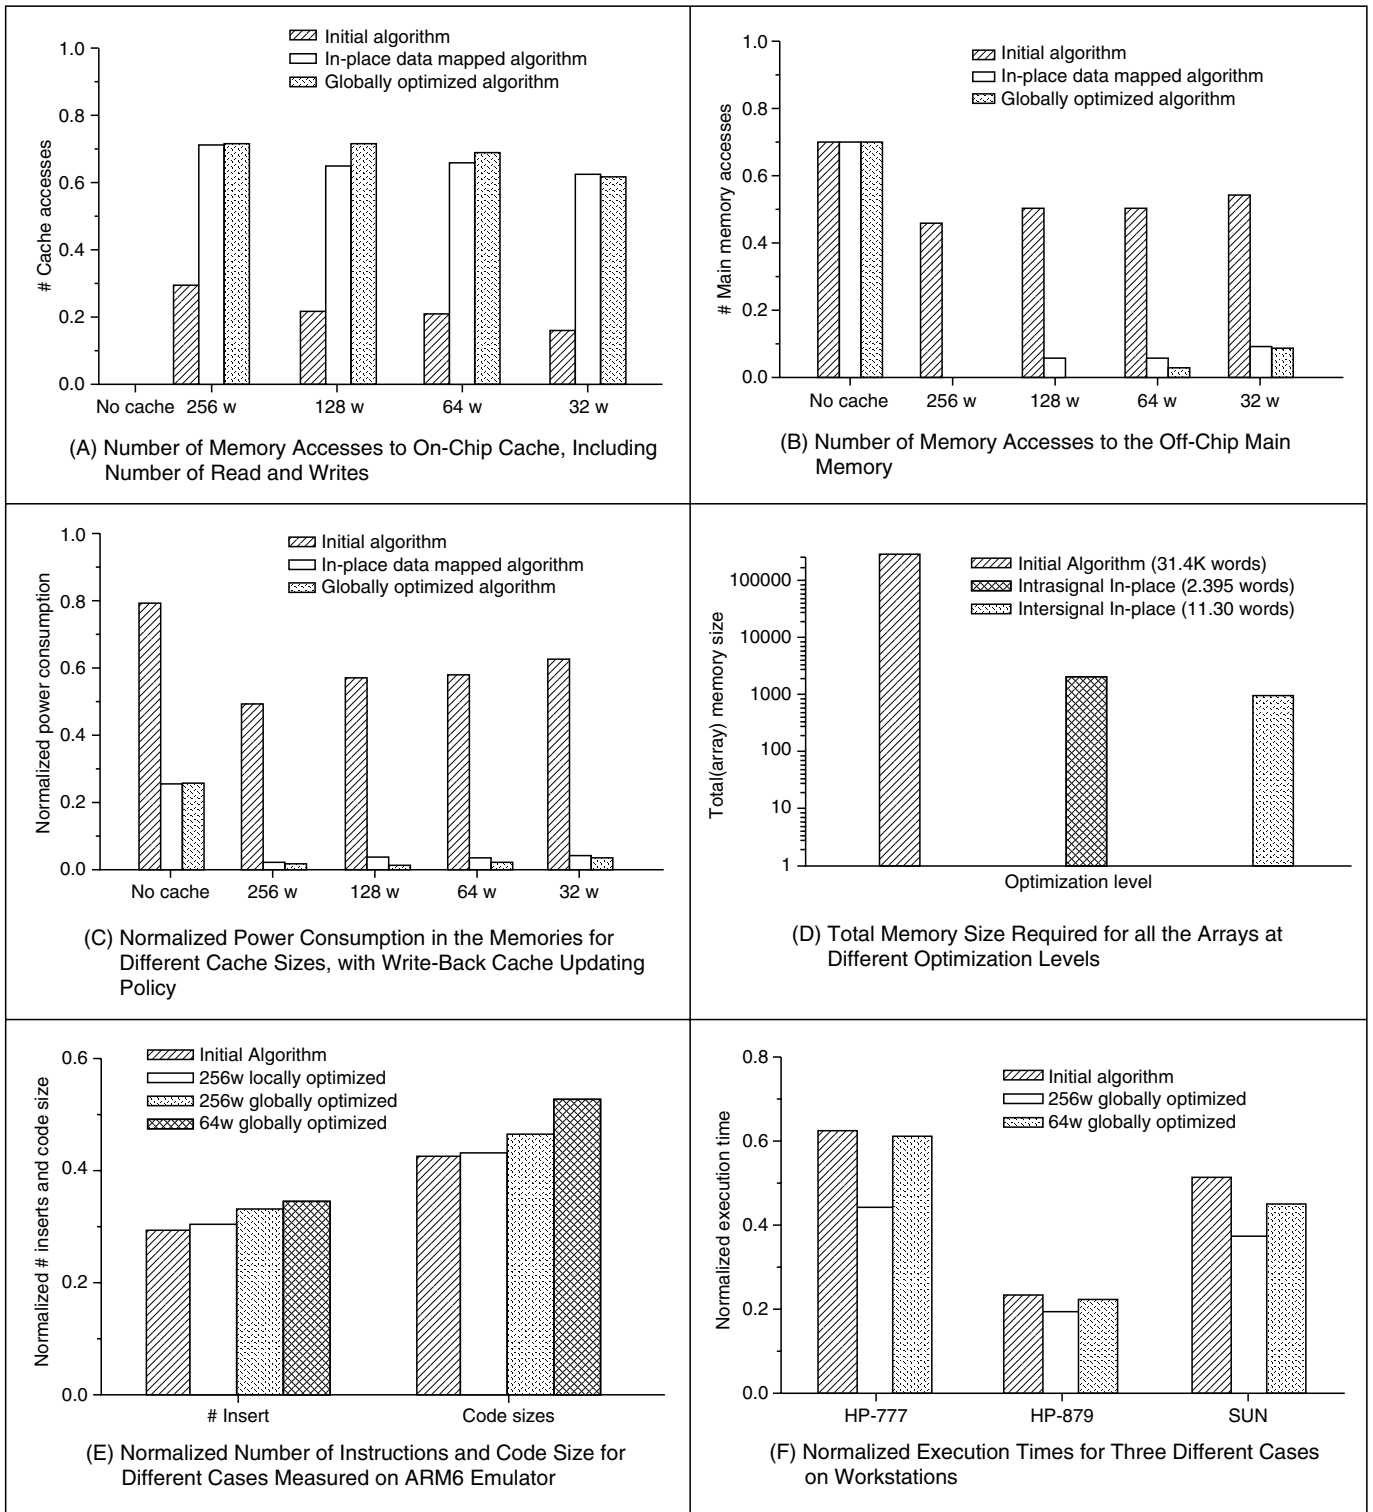 Initial algorithm
In-place data mapped algorithm
Globally optimized algorithm
# Cache accesses
1.0
0.8
0.6
0.4
0.2
0.0
No cache 256 w 128 w 64 w 32 w
(A) Number of Memory Accesses to On-Chip Cache, Including
Number of Read and Writes
Initial algorithm
In-place data mapped algorithm
Globally optimized algorithm
# Main memory accesses
1.0
0.8
0.6
0.4
0.2
0.0
No cache 256 w 128 w 64 w 32 w
(B) Number of Memory Accesses to the Off-Chip Main
Memory
Initial algorithm
In-place data mapped algorithm
Globally optimized algorithm
Normalized power consumption
1.0
0.8
0.6
0.4
0.2
0.0
No cache 256 w 128 w 64 w 32 w
(C) Normalized Power Consumption in the Memories for
Different Cache Sizes, with Write-Back Cache Updating
Policy
Initial Algorithm (31.4K words)
Intrasignal In-place (2.395 words)
Intersignal In-place (11.30 words)
Total(array) memory size
100000
10000
1000
100
10
1
Optimization level
(D) Total Memory Size Required for all the Arrays at
Different Optimization Levels
Initial Algorithm
256w locally optimized
256w globally optimized
64w globally optimized
Normalized # inserts and code size
0.6
0.4
0.2
0.0
# Insert Code sizes
(E) Normalized Number of Instructions and Code Size for
Different Cases Measured on ARM6 Emulator
Initial algorithm
256w globally optimized
64w globally optimized
Normalized execution time
0.8
0.6
0.4
0.2
0.0
HP-777 HP-879 SUN
(F) Normalized Execution Times for Three Different Cases
on Workstations